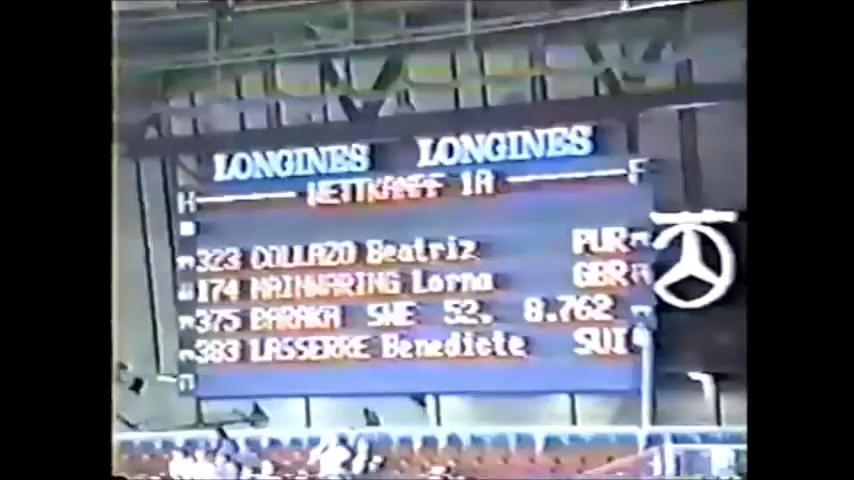 LONGINES LONGINES
WETTKAMPF 1A
323 COLLAZO Beatriz PUR
174 MAINWARING Lorna GBR
375 BARAKA SWE 52. 8.762
383 LASSERRE Benedicte SUI